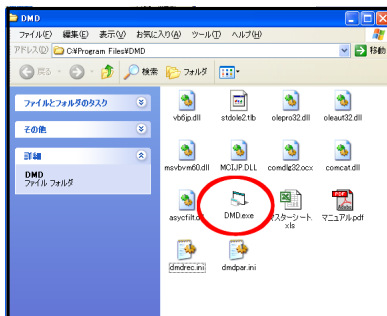 DMD
ファイル(F) 編集(E) 表示(V) お気に入り(A) ツール(T) ヘルプ(H)
アドレス(D) C:¥Program Files¥DMD 移動
戻る 検索 フォルダ
ファイルとフォルダのタスク
その他
詳細
DMD
ファイル フォルダ
vb6jp.dll stdole2.tlb olepro32.dll oleaut32.dll
msvbvm60.dll MCIJP.DLL comdlg32.ocx comcat.dll
asycfilt.d DMD.exe マスターシート.xls マニュアル.pdf
dmdrec.ini dmdpar.ini